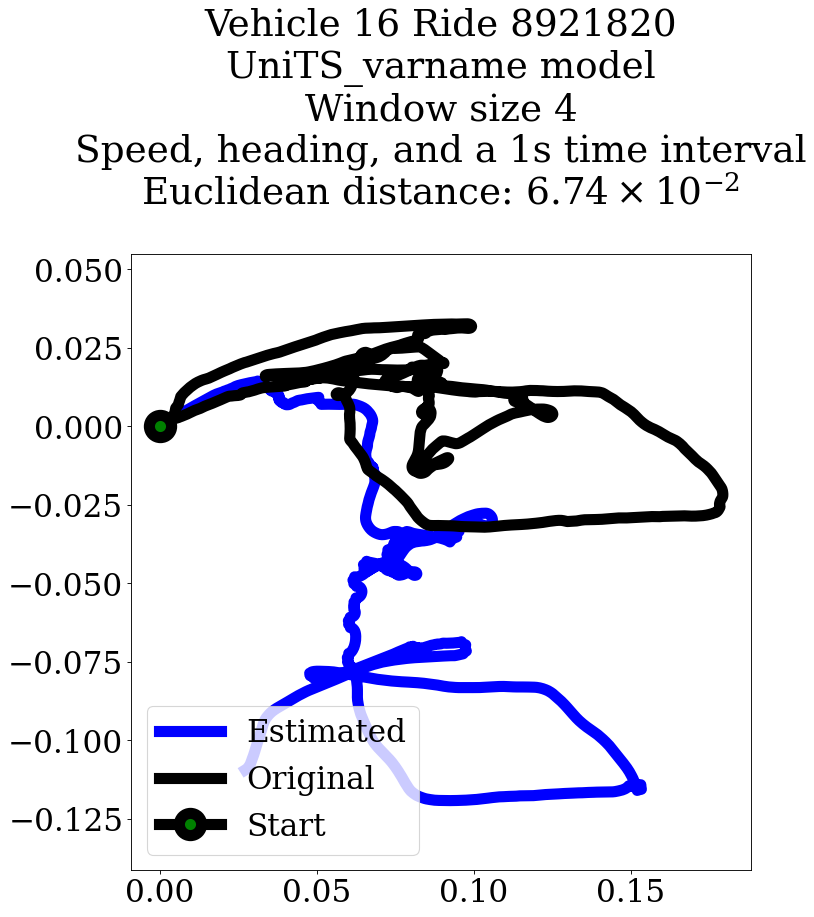 Vehicle 16 Ride 8921820
UniTS_varname model
Window size 4
Speed, heading, and a 1s time interval
Euclidean distance: 6.74 × 10⁻²
0.050
0.025
0.000
−0.025
−0.050
−0.075
−0.100
−0.125
Estimated
Original
Start
0.00 0.05 0.10 0.15